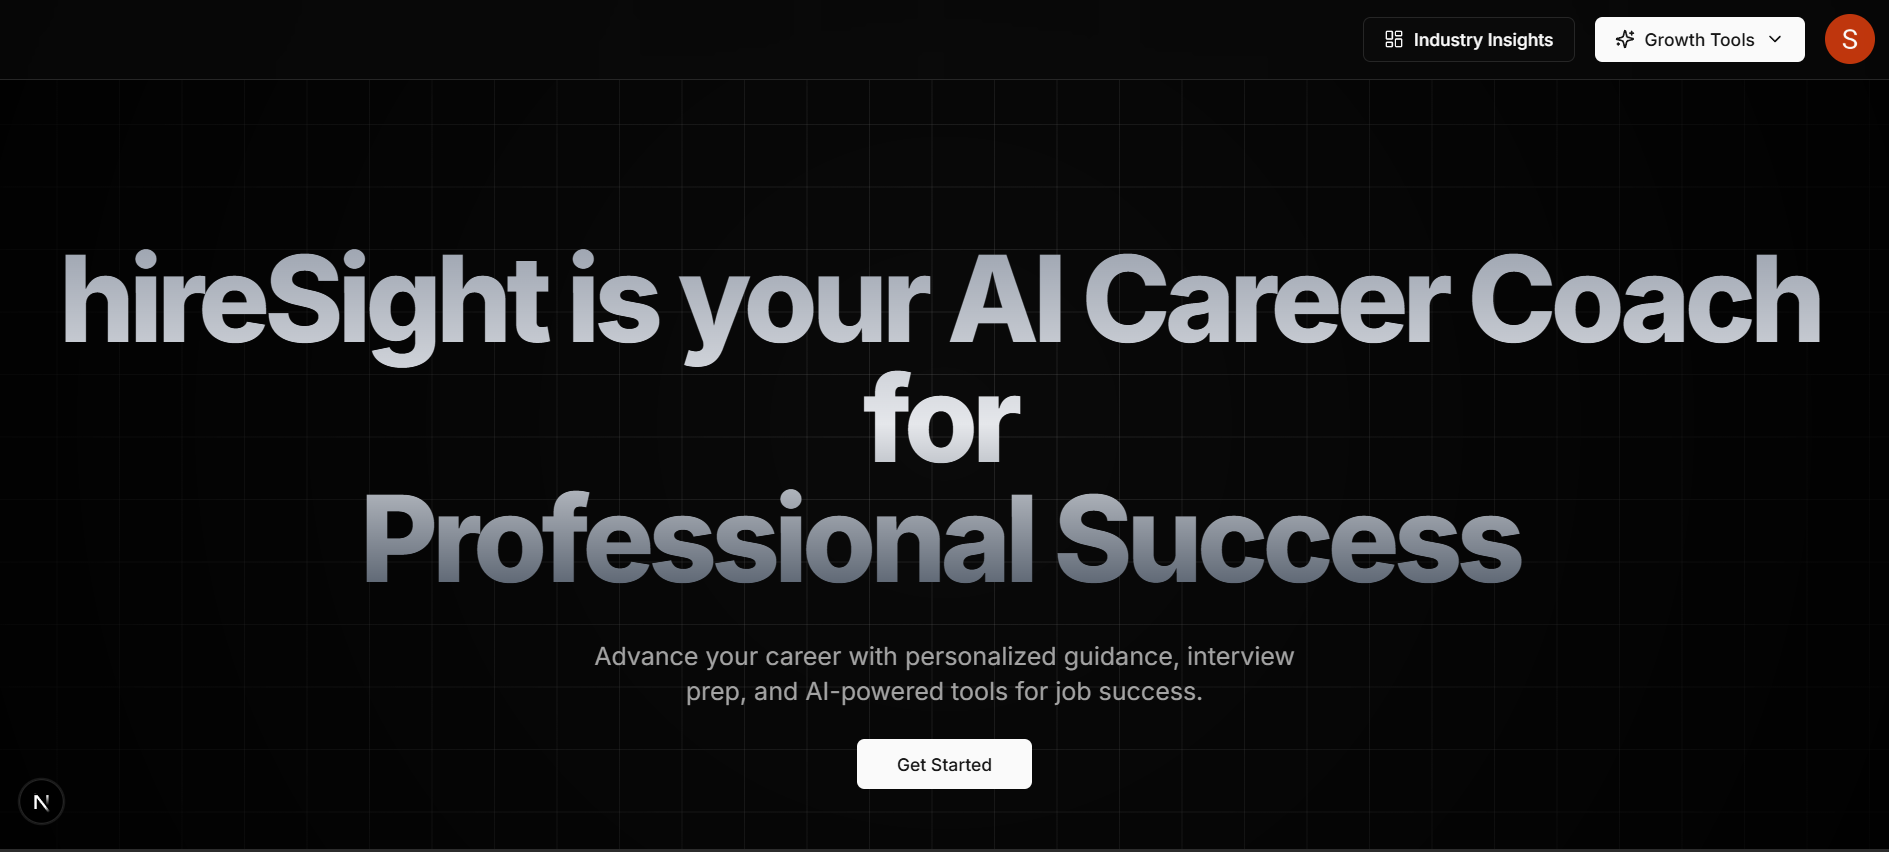 Industry Insights
Growth Tools
S
hireSight is your AI Career Coach
for
Professional Success
Advance your career with personalized guidance, interview
prep, and AI-powered tools for job success.
Get Started
N